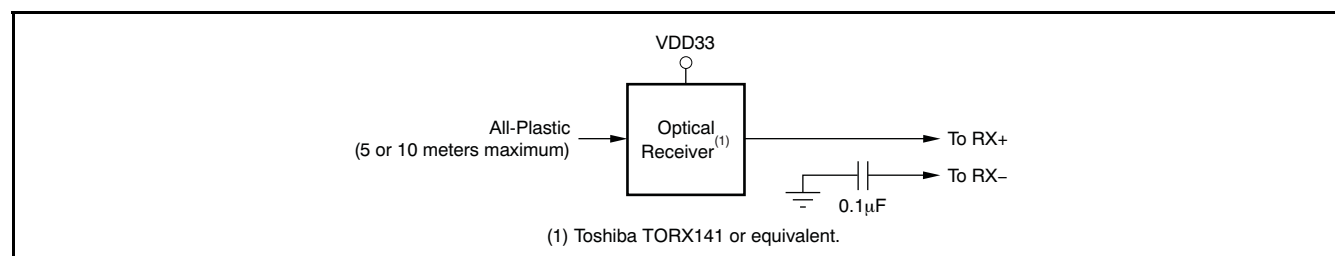 VDD33
All-Plastic
(5 or 10 meters maximum)
Optical
Receiver(1)
To RX+
To RX−
0.1μF
(1) Toshiba TORX141 or equivalent.